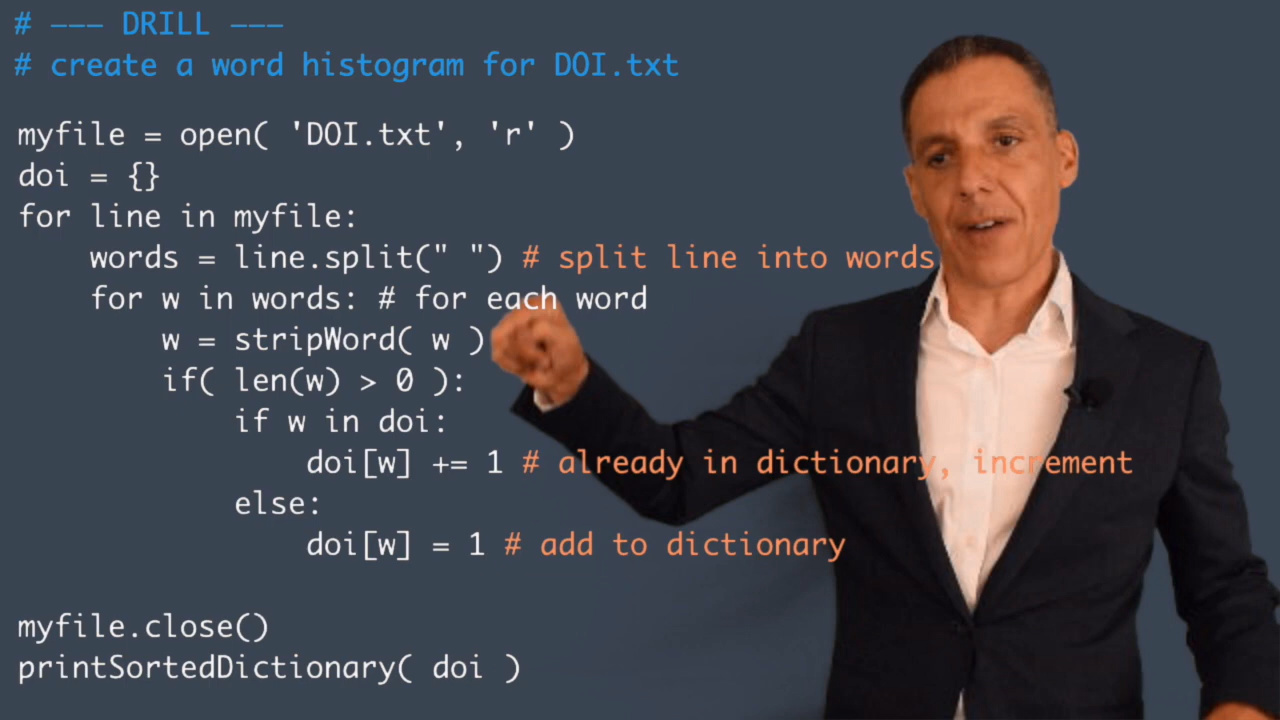 # ——— DRILL ———
# create a word histogram for DOI.txt
myfile = open( 'DOI.txt', 'r' )
doi = {}
for line in myfile:
    words = line.split(" ") # split line into words
    for w in words: # for each word
        w = stripWord( w )
        if( len(w) > 0 ):
            if w in doi:
                doi[w] += 1 # already in dictionary, increment
            else:
                doi[w] = 1 # add to dictionary
myfile.close()
printSortedDictionary( doi )